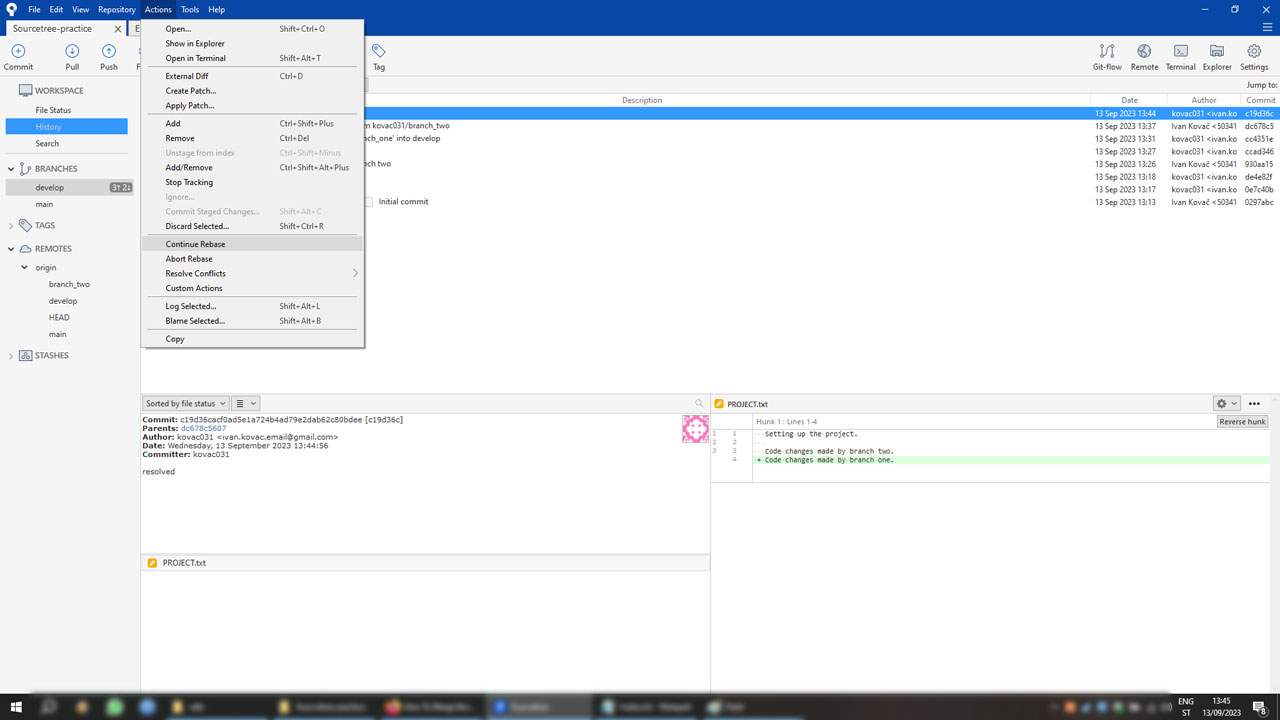 File Edit View Repository Actions Tools Help
Sourcetree-practice
Commit Pull Push
Tag
Git-flow Remote Terminal Explorer Settings
Open... Shift+Ctrl+O
Show in Explorer
Open in Terminal Shift+Alt+T
External Diff Ctrl+D
Create Patch...
Apply Patch...
Add Ctrl+Shift+Plus
Remove Ctrl+Del
Unstage from index Ctrl+Shift+Minus
Add/Remove Ctrl+Shift+Alt+Plus
Stop Tracking
Ignore...
Commit Staged Changes... Shift+Alt+C
Discard Selected... Shift+Ctrl+R
Continue Rebase
Abort Rebase
Resolve Conflicts
Custom Actions
Log Selected... Shift+Alt+L
Blame Selected... Shift+Alt+B
Copy
WORKSPACE
File Status
History
Search
BRANCHES
develop 3↑ 2↓
main
TAGS
REMOTES
origin
branch_two
develop
HEAD
main
STASHES
Jump to:
Description Date Author Commit
13 Sep 2023 13:44 kovac031 <ivan.ko c19d36c
m kovac031/branch_two 13 Sep 2023 13:37 Ivan Kovač <50341 dc678c5
ch_one' into develop 13 Sep 2023 13:31 kovac031 <ivan.ko cc4351e
13 Sep 2023 13:27 kovac031 <ivan.ko ccad346
nch two 13 Sep 2023 13:26 Ivan Kovač <50341 930aa15
13 Sep 2023 13:18 kovac031 <ivan.ko de4e82f
13 Sep 2023 13:17 kovac031 <ivan.ko 0e7c40b
Initial commit 13 Sep 2023 13:13 Ivan Kovač <50341 0297abc
Sorted by file status
Commit: c19d36cacf0ad5e1a724b4ad79e2dab62c80bdee [c19d36c]
Parents: dc678c5607
Author: kovac031 <ivan.kovac.email@gmail.com>
Date: Wednesday, 13 September 2023 13:44:56
Committer: kovac031
resolved
PROJECT.txt
PROJECT.txt
Hunk 1 : Lines 1-4 Reverse hunk
1 1 Setting up the project.
2 2
3 3 Code changes made by branch two.
4 + Code changes made by branch one.
ENG 13:45
ST 13/09/2023
8